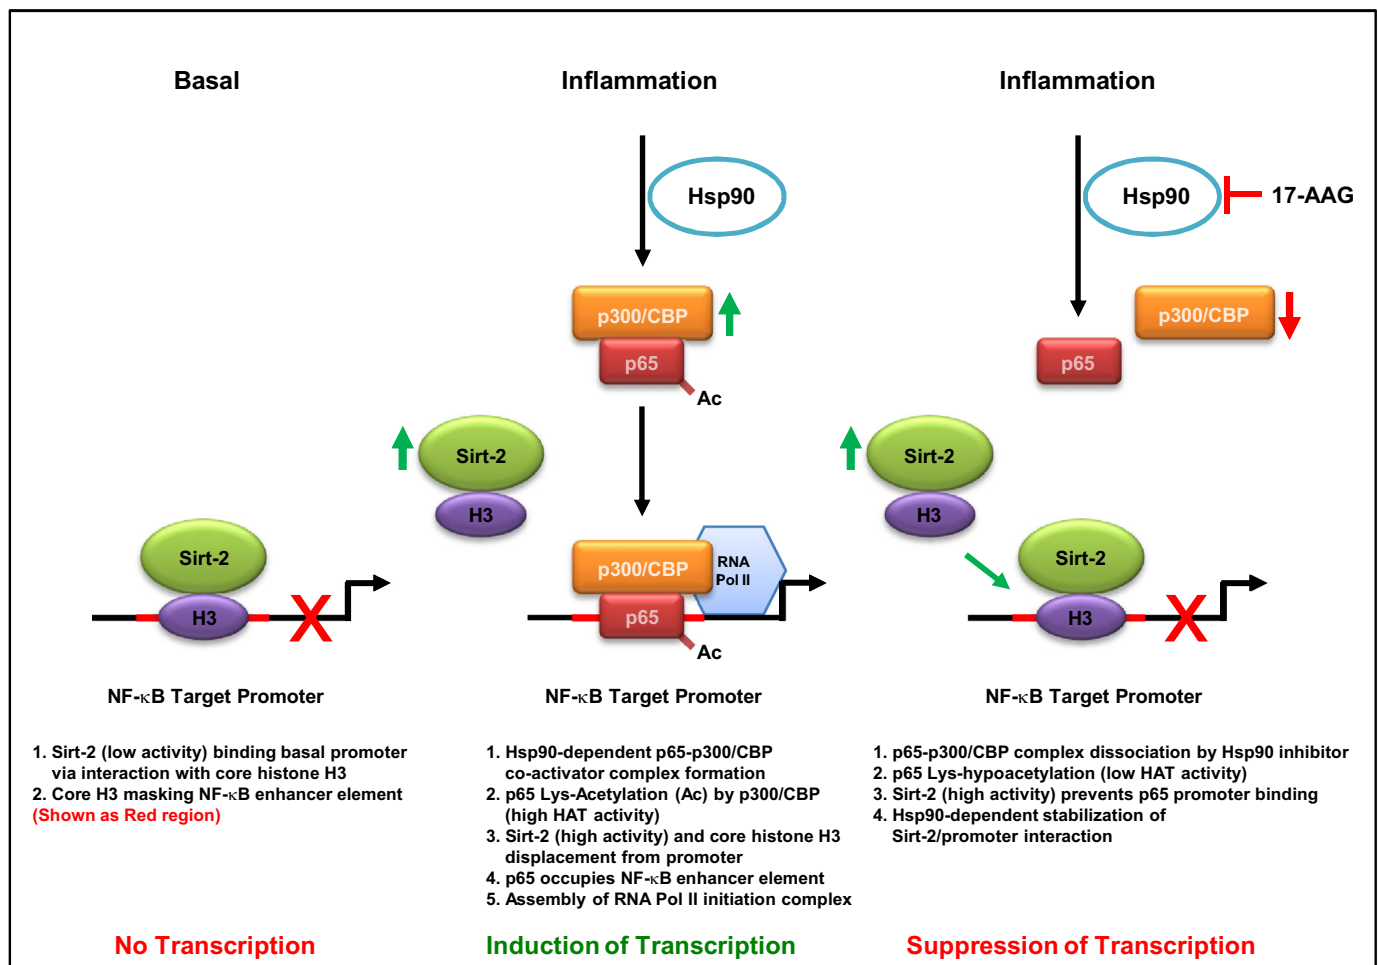 Basal
Sirt-2
H3
X
NF-κB Target Promoter
1. Sirt-2 (low activity) binding basal promoter
via interaction with core histone H3
2. Core H3 masking NF-κB enhancer element
(Shown as Red region)
No Transcription
Inflammation
Hsp90
p300/CBP
p65
Ac
Sirt-2
H3
p300/CBP
RNA
Pol II
p65
Ac
NF-κB Target Promoter
1. Hsp90-dependent p65-p300/CBP
co-activator complex formation
2. p65 Lys-Acetylation (Ac) by p300/CBP
(high HAT activity)
3. Sirt-2 (high activity) and core histone H3
displacement from promoter
4. p65 occupies NF-κB enhancer element
5. Assembly of RNA Pol II initiation complex
Induction of Transcription
Inflammation
Hsp90
17-AAG
p300/CBP
p65
Sirt-2
H3
Sirt-2
H3
X
NF-κB Target Promoter
1. p65-p300/CBP complex dissociation by Hsp90 inhibitor
2. p65 Lys-hypoacetylation (low HAT activity)
3. Sirt-2 (high activity) prevents p65 promoter binding
4. Hsp90-dependent stabilization of
Sirt-2/promoter interaction
Suppression of Transcription